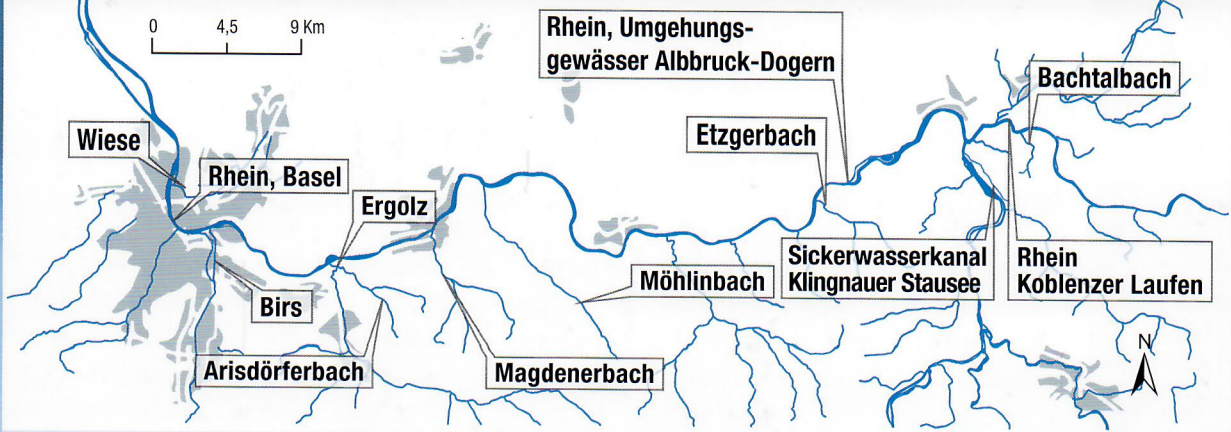 0 4,5 9 Km
Rhein, Umgehungs-
gewässer Albbruck-Dogern
Bachtalbach
Wiese
Etzgerbach
Rhein, Basel
Ergolz
Sickerwasserkanal
Klingnauer Stausee
Rhein
Koblenzer Laufen
Möhlinbach
Birs
Arisdörferbach
Magdenerbach
N